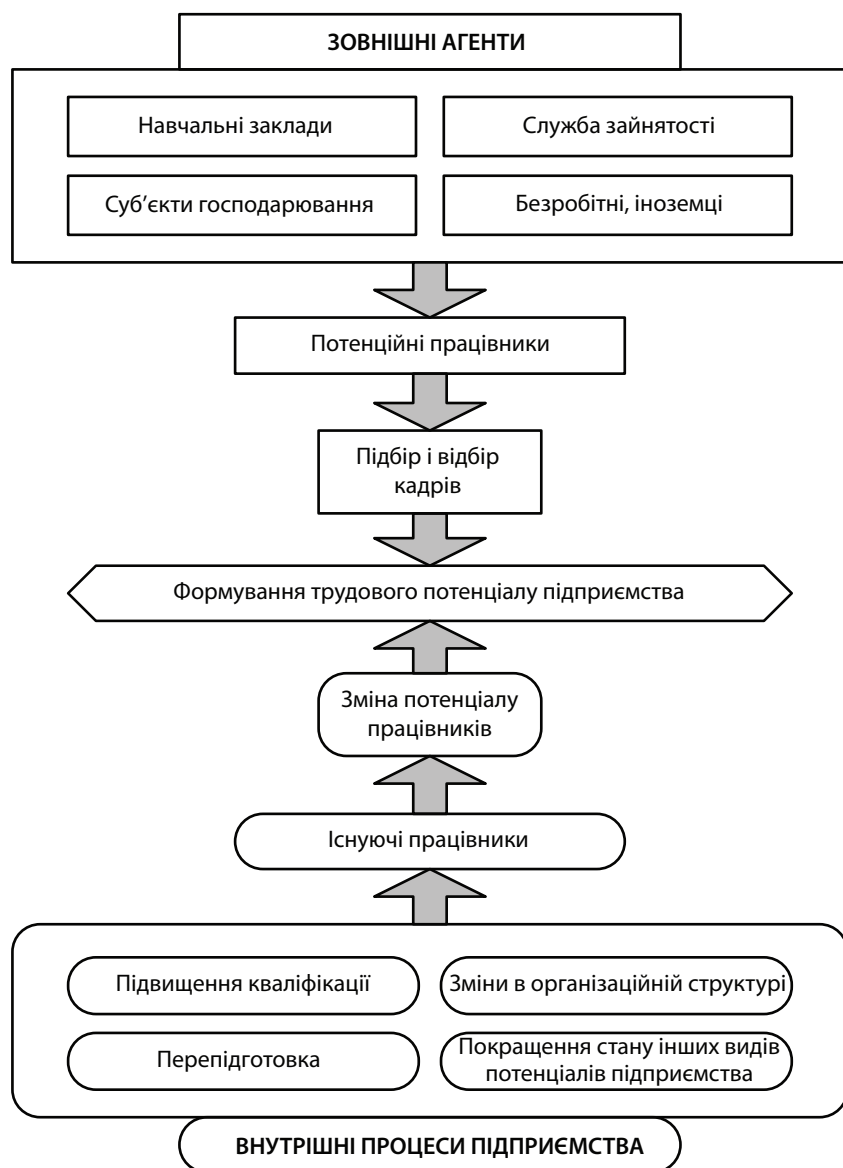 ЗОВНІШНІ АГЕНТИ
Навчальні заклади
Служба зайнятості
Суб’єкти господарювання
Безробітні, іноземці
Потенційні працівники
Підбір і відбір
кадрів
Формування трудового потенціалу підприємства
Зміна потенціалу
працівників
Існуючі працівники
Підвищення кваліфікації
Зміни в організаційній структурі
Перепідготовка
Покращення стану інших видів
потенціалів підприємства
ВНУТРІШНІ ПРОЦЕСИ ПІДПРИЄМСТВА